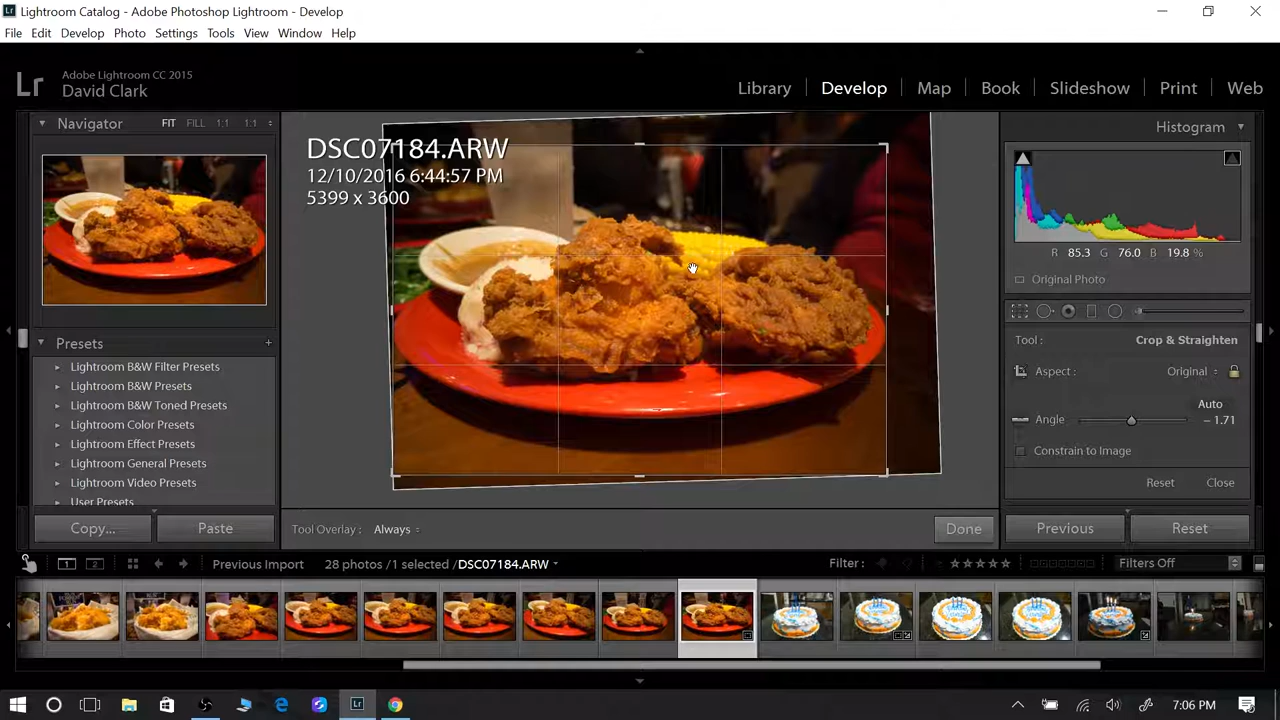 Lightroom Catalog - Adobe Photoshop Lightroom - Develop
File Edit Develop Photo Settings Tools View Window Help
Lr Adobe Lightroom CC 2015
David Clark
Library Develop Map Book Slideshow Print Web
Navigator FIT FILL 1:1 1:1
DSC07184.ARW
12/10/2016 6:44:57 PM
5399 x 3600
Histogram
R 85.3 G 76.0 B 19.8 %
Original Photo
Tool : Crop & Straighten
Aspect : Original
Auto
Angle – 1.71
Constrain to Image
Reset Close
Presets +
Lightroom B&W Filter Presets
Lightroom B&W Presets
Lightroom B&W Toned Presets
Lightroom Color Presets
Lightroom Effect Presets
Lightroom General Presets
Lightroom Video Presets
User Presets
Copy... Paste
Tool Overlay : Always
Done
Previous Reset
1 2 Previous Import 28 photos / 1 selected / DSC07184.ARW
Filter : Filters Off
Lr 7:06 PM